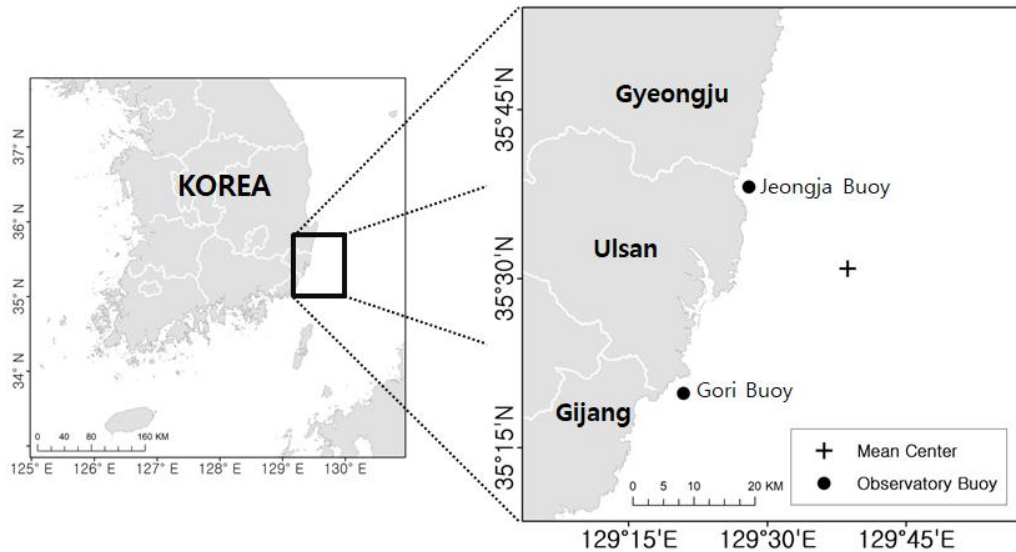 KOREA
37° N
36° N
35° N
34° N
0 40 80 160 KM
125° E 126° E 127° E 128° E 129° E 130° E
Gyeongju
Jeongja Buoy
Ulsan
Gori Buoy
Gijang
35°45'N
35°30'N
35°15'N
0 5 10 20 KM
Mean Center
Observatory Buoy
129°15'E 129°30'E 129°45'E